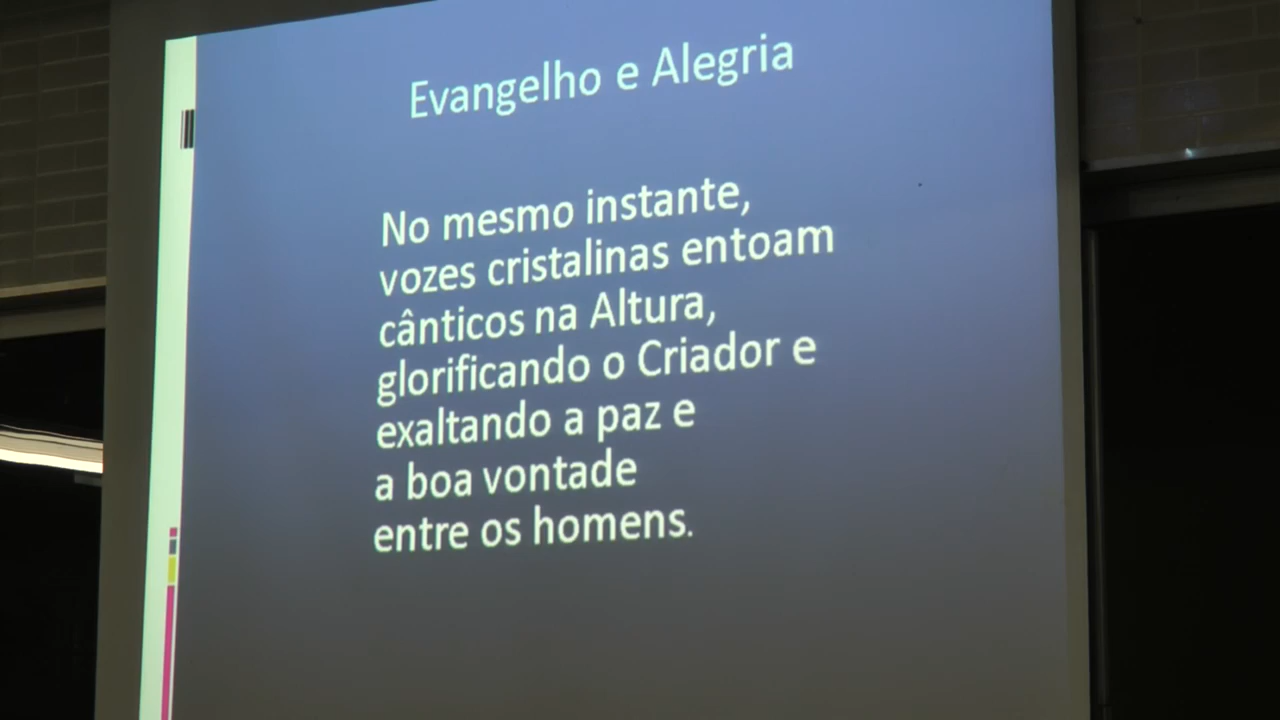 Evangelho e Alegria
No mesmo instante,
vozes cristalinas entoam
cânticos na Altura,
glorificando o Criador e
exaltando a paz e
a boa vontade
entre os homens.